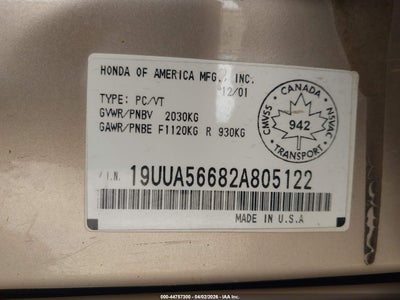 HONDA OF AMERICA MFG., INC.
12/01
TYPE: PC/VT
GVWR/PNBV 2030KG
GAWR/PNBE F1120KG R 930KG
CANADA
CMVSS
NSVAC
942
TRANSPORT
V.I.N. 19UUA56682A805122
MADE IN U.S.A
000-44757300 - 04/02/2026 - IAA Inc.